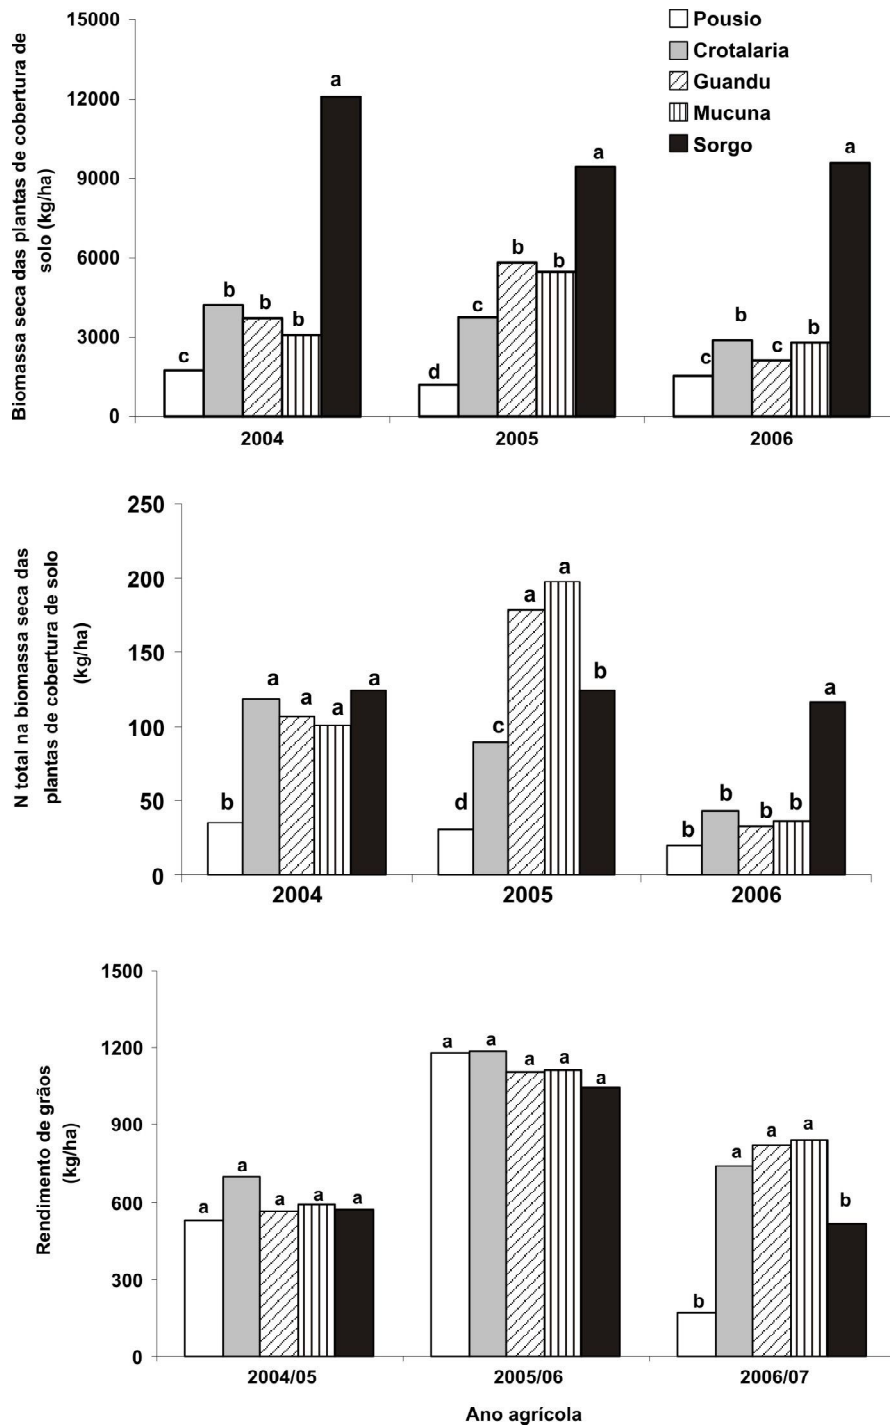 Biomassa seca das plantas de cobertura de
solo (kg/ha)
15000
12000
9000
6000
3000
0
Pousio
Crotalaria
Guandu
Mucuna
Sorgo
c
b
b
b
a
d
c
b
b
a
c
b
c
b
a
2004
2005
2006
N total na biomassa seca das
plantas de cobertura de solo
(kg/ha)
250
200
150
100
50
0
b
a
a
a
a
d
c
a
a
b
b
b
b
b
a
2004
2005
2006
Rendimento de grãos
(kg/ha)
1500
1200
900
600
300
0
a
a
a
a
a
a
a
a
a
a
b
a
a
a
b
2004/05
2005/06
2006/07
Ano agrícola